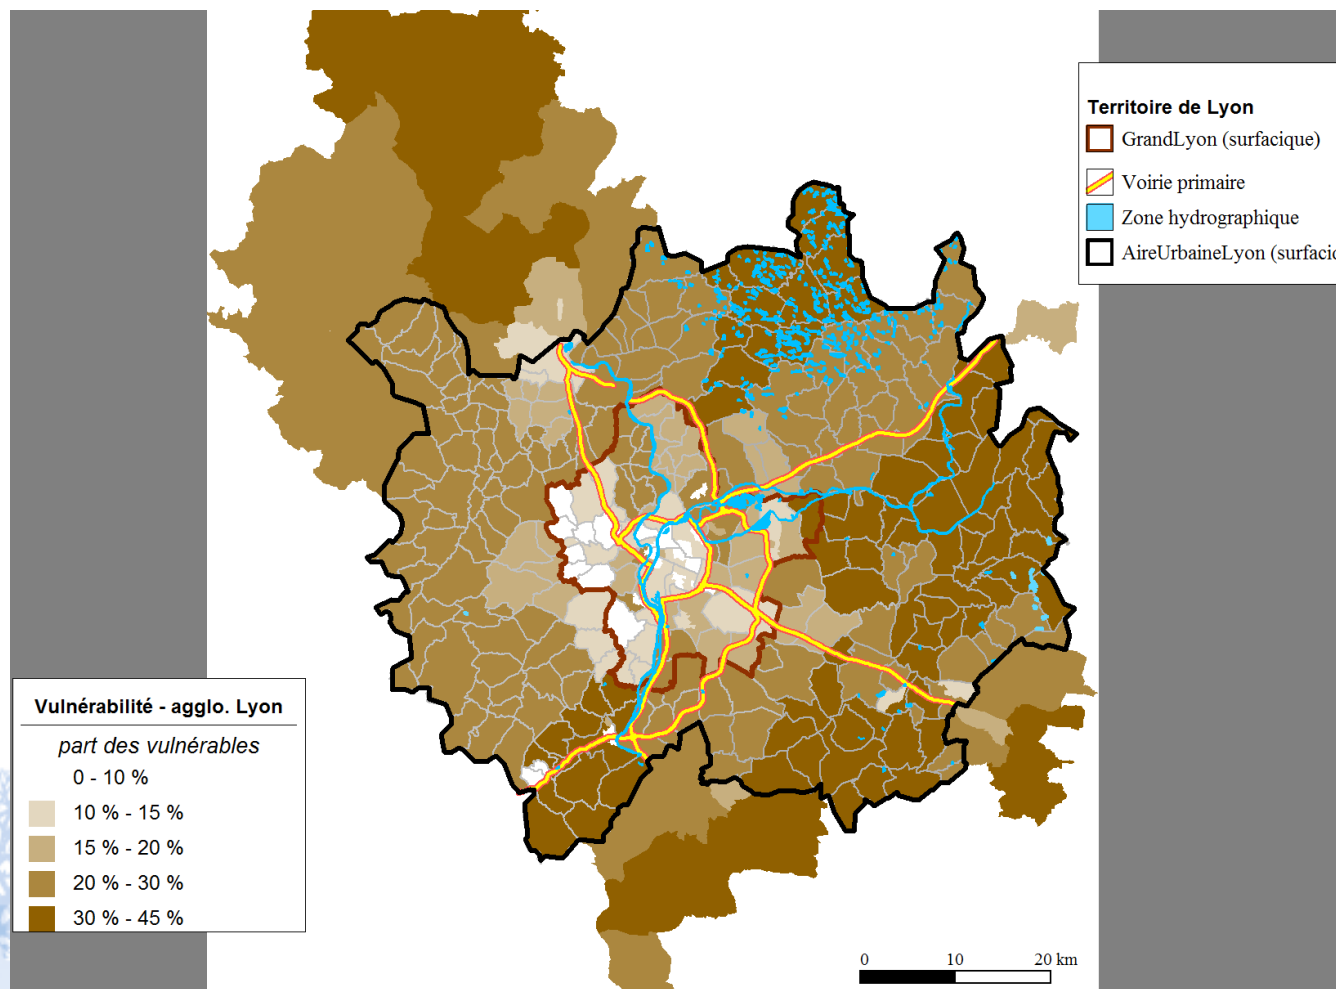 Territoire de Lyon
GrandLyon (surfacique)
Voirie primaire
Zone hydrographique
AireUrbaineLyon (surfacic
Vulnérabilité - agglo. Lyon
part des vulnérables
0 - 10 %
10 % - 15 %
15 % - 20 %
20 % - 30 %
30 % - 45 %
0 10 20 km